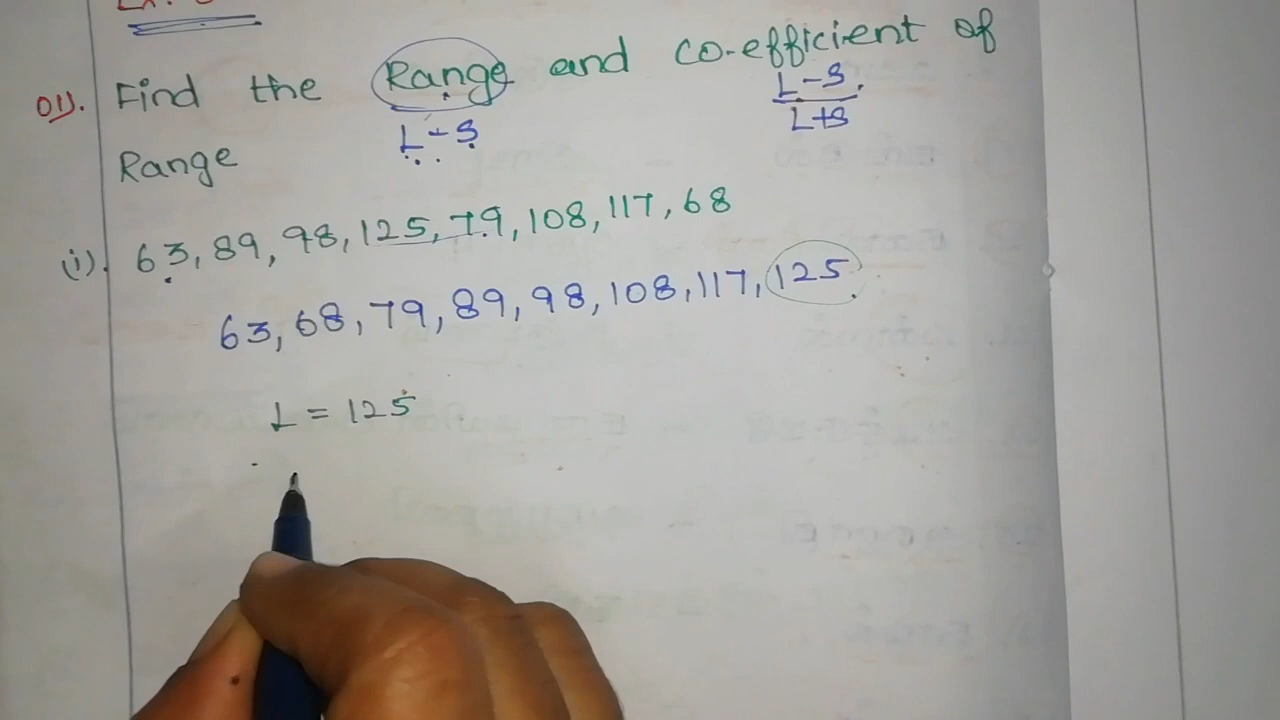 01). Find the Range and co-efficient of
L - S
L - S
L + S
Range
(i). 63, 89, 98, 125, 79, 108, 117, 68
63, 68, 79, 89, 98, 108, 117, 125
L = 125